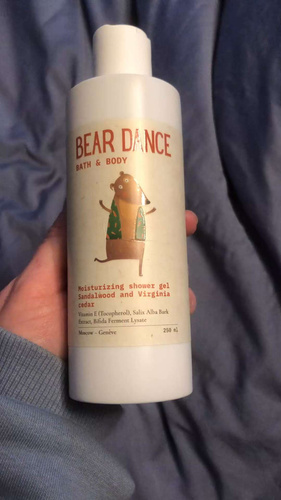 BEAR DANCE
BATH & BODY
Moisturizing shower gel
Sandalwood and Virginia
cedar
Vitamin E (Tocopherol), Salix Alba Bark
Extract, Bifida Ferment Lysate
Moscow - Genève
250 ml